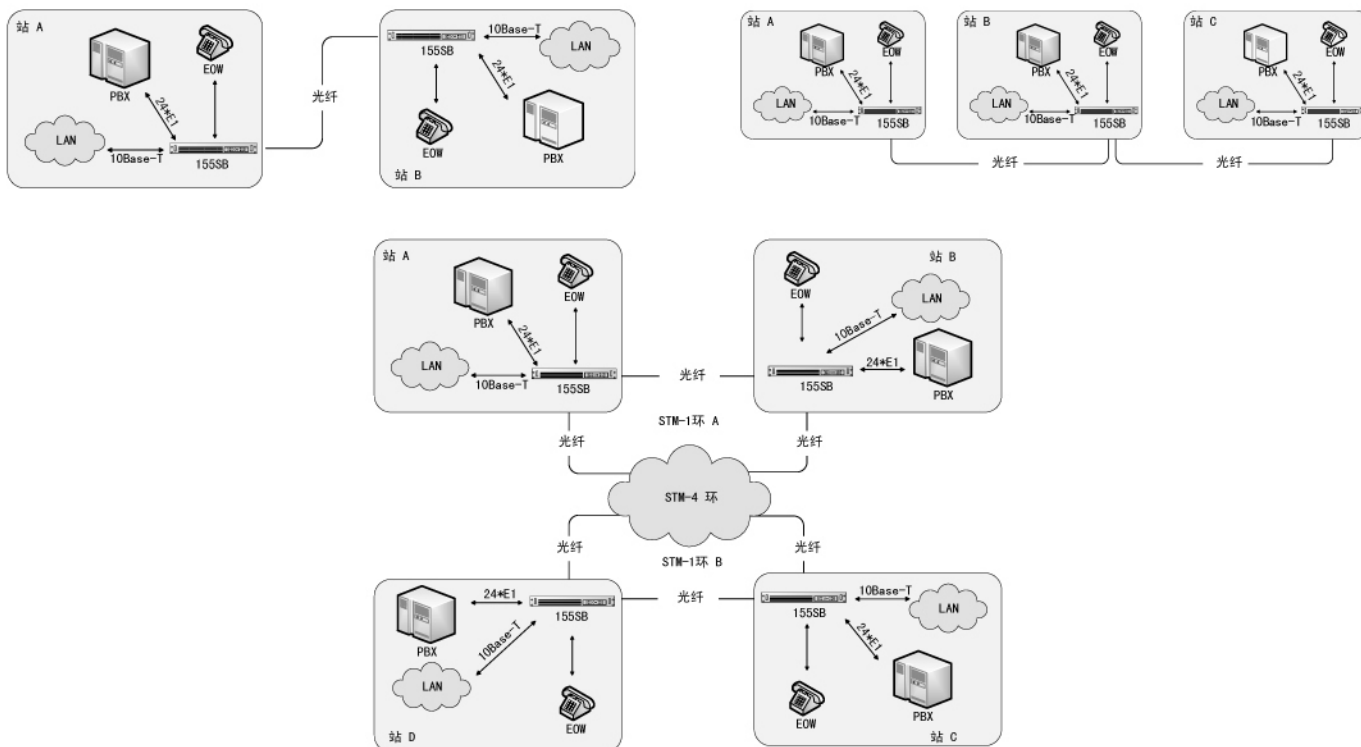 站 A
PBX
EOW
24*E1
LAN
10Base-T
155SB
光纤
155SB
10Base-T
LAN
24*E1
EOW
PBX
站 B
站 A
PBX
EOW
24*E1
LAN
10Base-T
155SB
站 B
PBX
EOW
24*E1
LAN
10Base-T
155SB
站 C
PBX
EOW
24*E1
LAN
10Base-T
155SB
光纤
光纤
站 A
PBX
EOW
24*E1
LAN
10Base-T
155SB
光纤
站 B
EOW
LAN
10Base-T
24*E1
155SB
PBX
STM-1环 A
光纤
光纤
STM-4 环
光纤
光纤
STM-1环 B
24*E1
155SB
PBX
10Base-T
LAN
EOW
站 D
光纤
155SB
10Base-T
LAN
24*E1
EOW
PBX
站 C